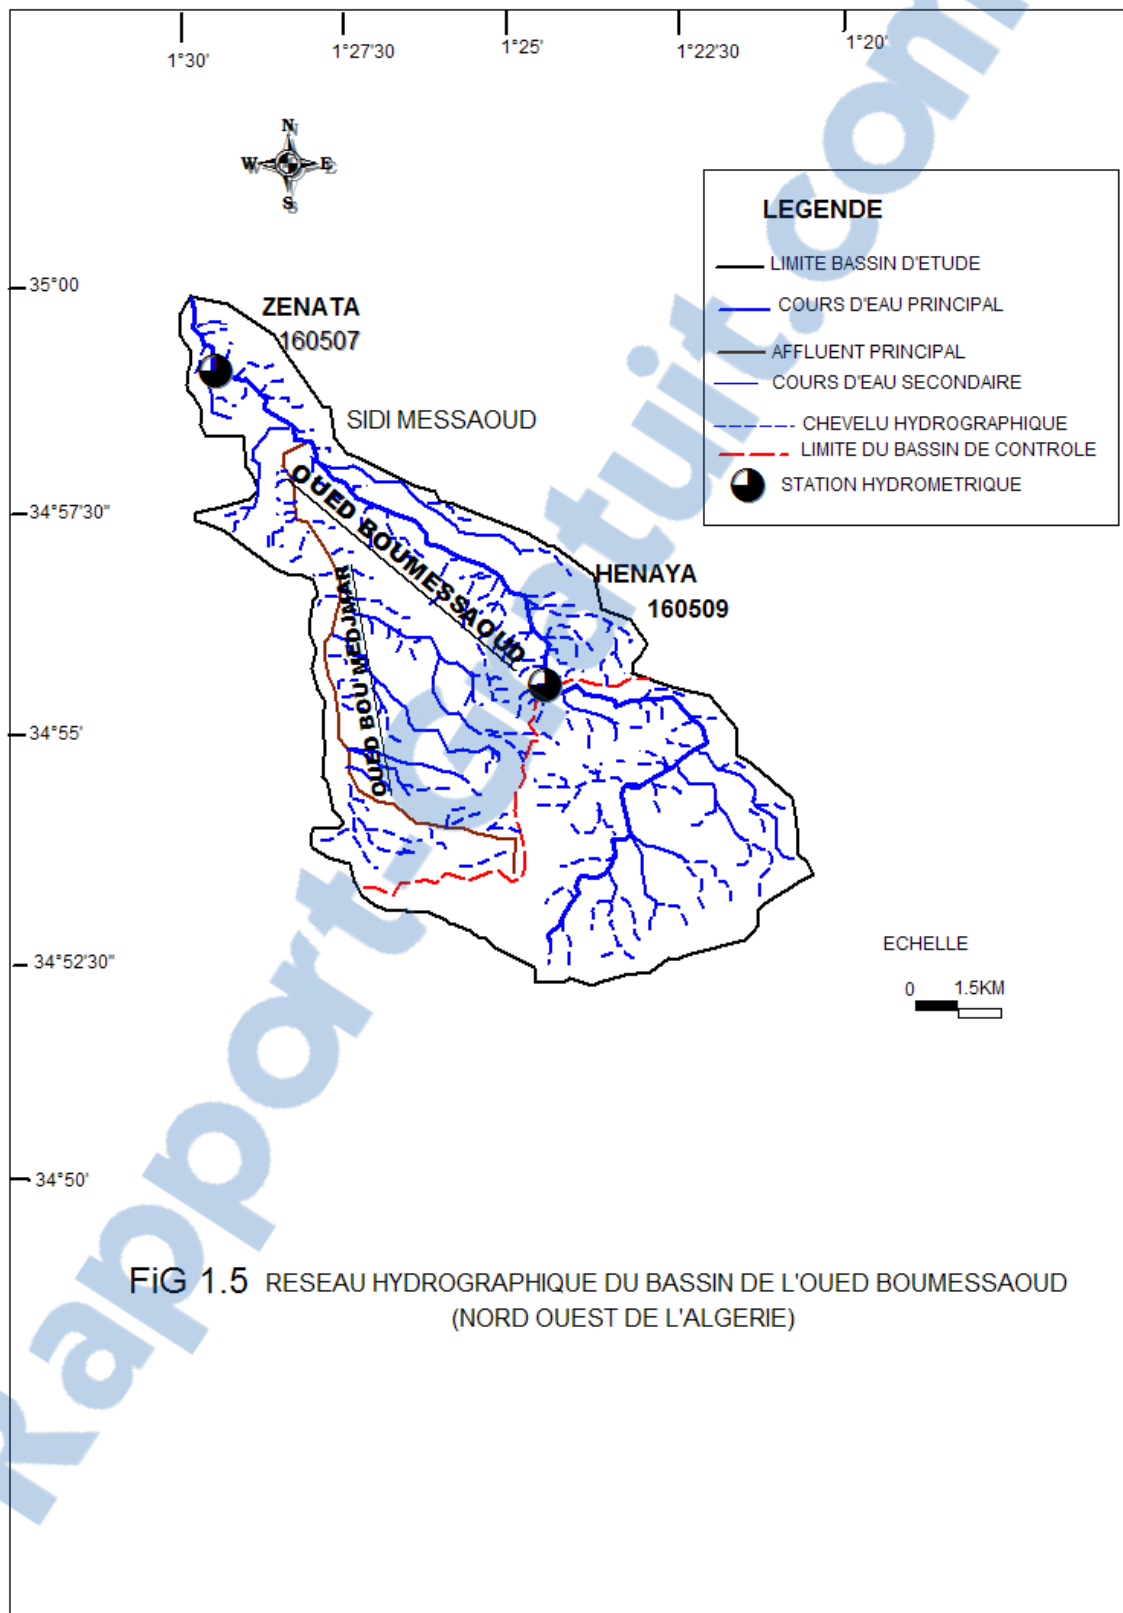 1°30'
1°27'30
1°25'
1°22'30
1°20'
N
W E
S
LEGENDE
LIMITE BASSIN D'ETUDE
COURS D'EAU PRINCIPAL
AFFLUENT PRINCIPAL
COURS D'EAU SECONDAIRE
CHEVELU HYDROGRAPHIQUE
LIMITE DU BASSIN DE CONTROLE
STATION HYDROMETRIQUE
35°00
ZENATA
160507
SIDI MESSAOUD
OUED BOUMESSAOUD
34°57'30"
HENAYA
160509
OUED BOU MEDJMAR
34°55'
34°52'30"
ECHELLE
0 1.5KM
34°50'
FiG 1.5 RESEAU HYDROGRAPHIQUE DU BASSIN DE L'OUED BOUMESSAOUD
(NORD OUEST DE L'ALGERIE)
Rapport-Gratuit.com